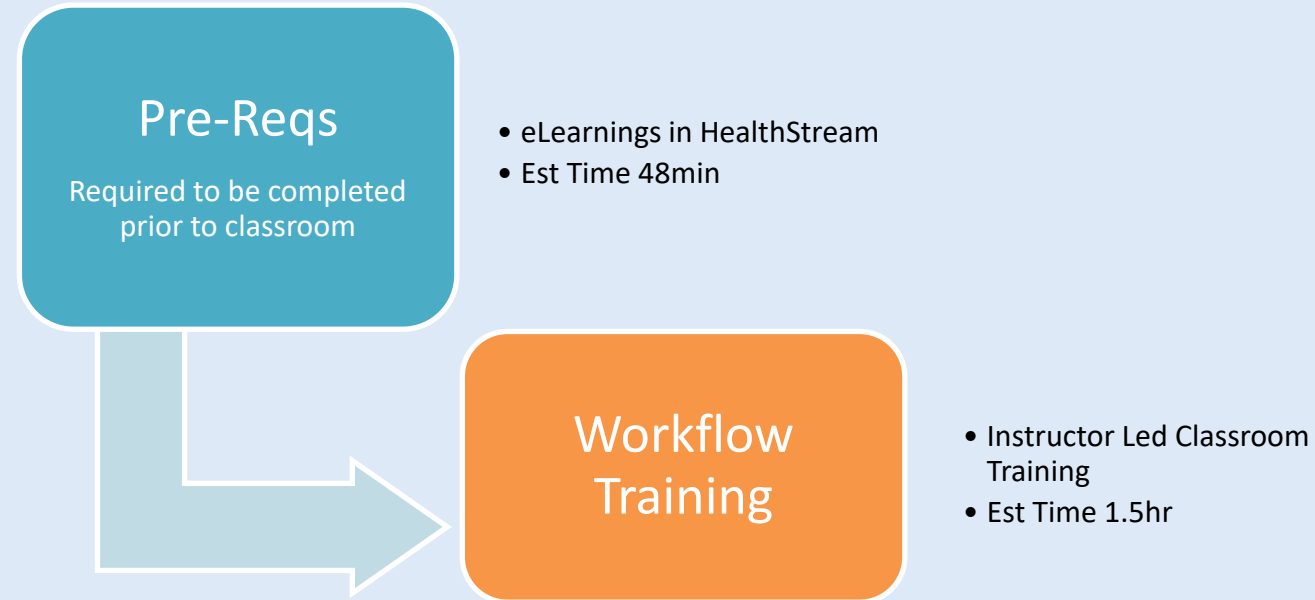 Pre-Reqs
Required to be completed
prior to classroom
• eLearnings in HealthStream
• Est Time 48min
Workflow
Training
• Instructor Led Classroom
Training
• Est Time 1.5hr